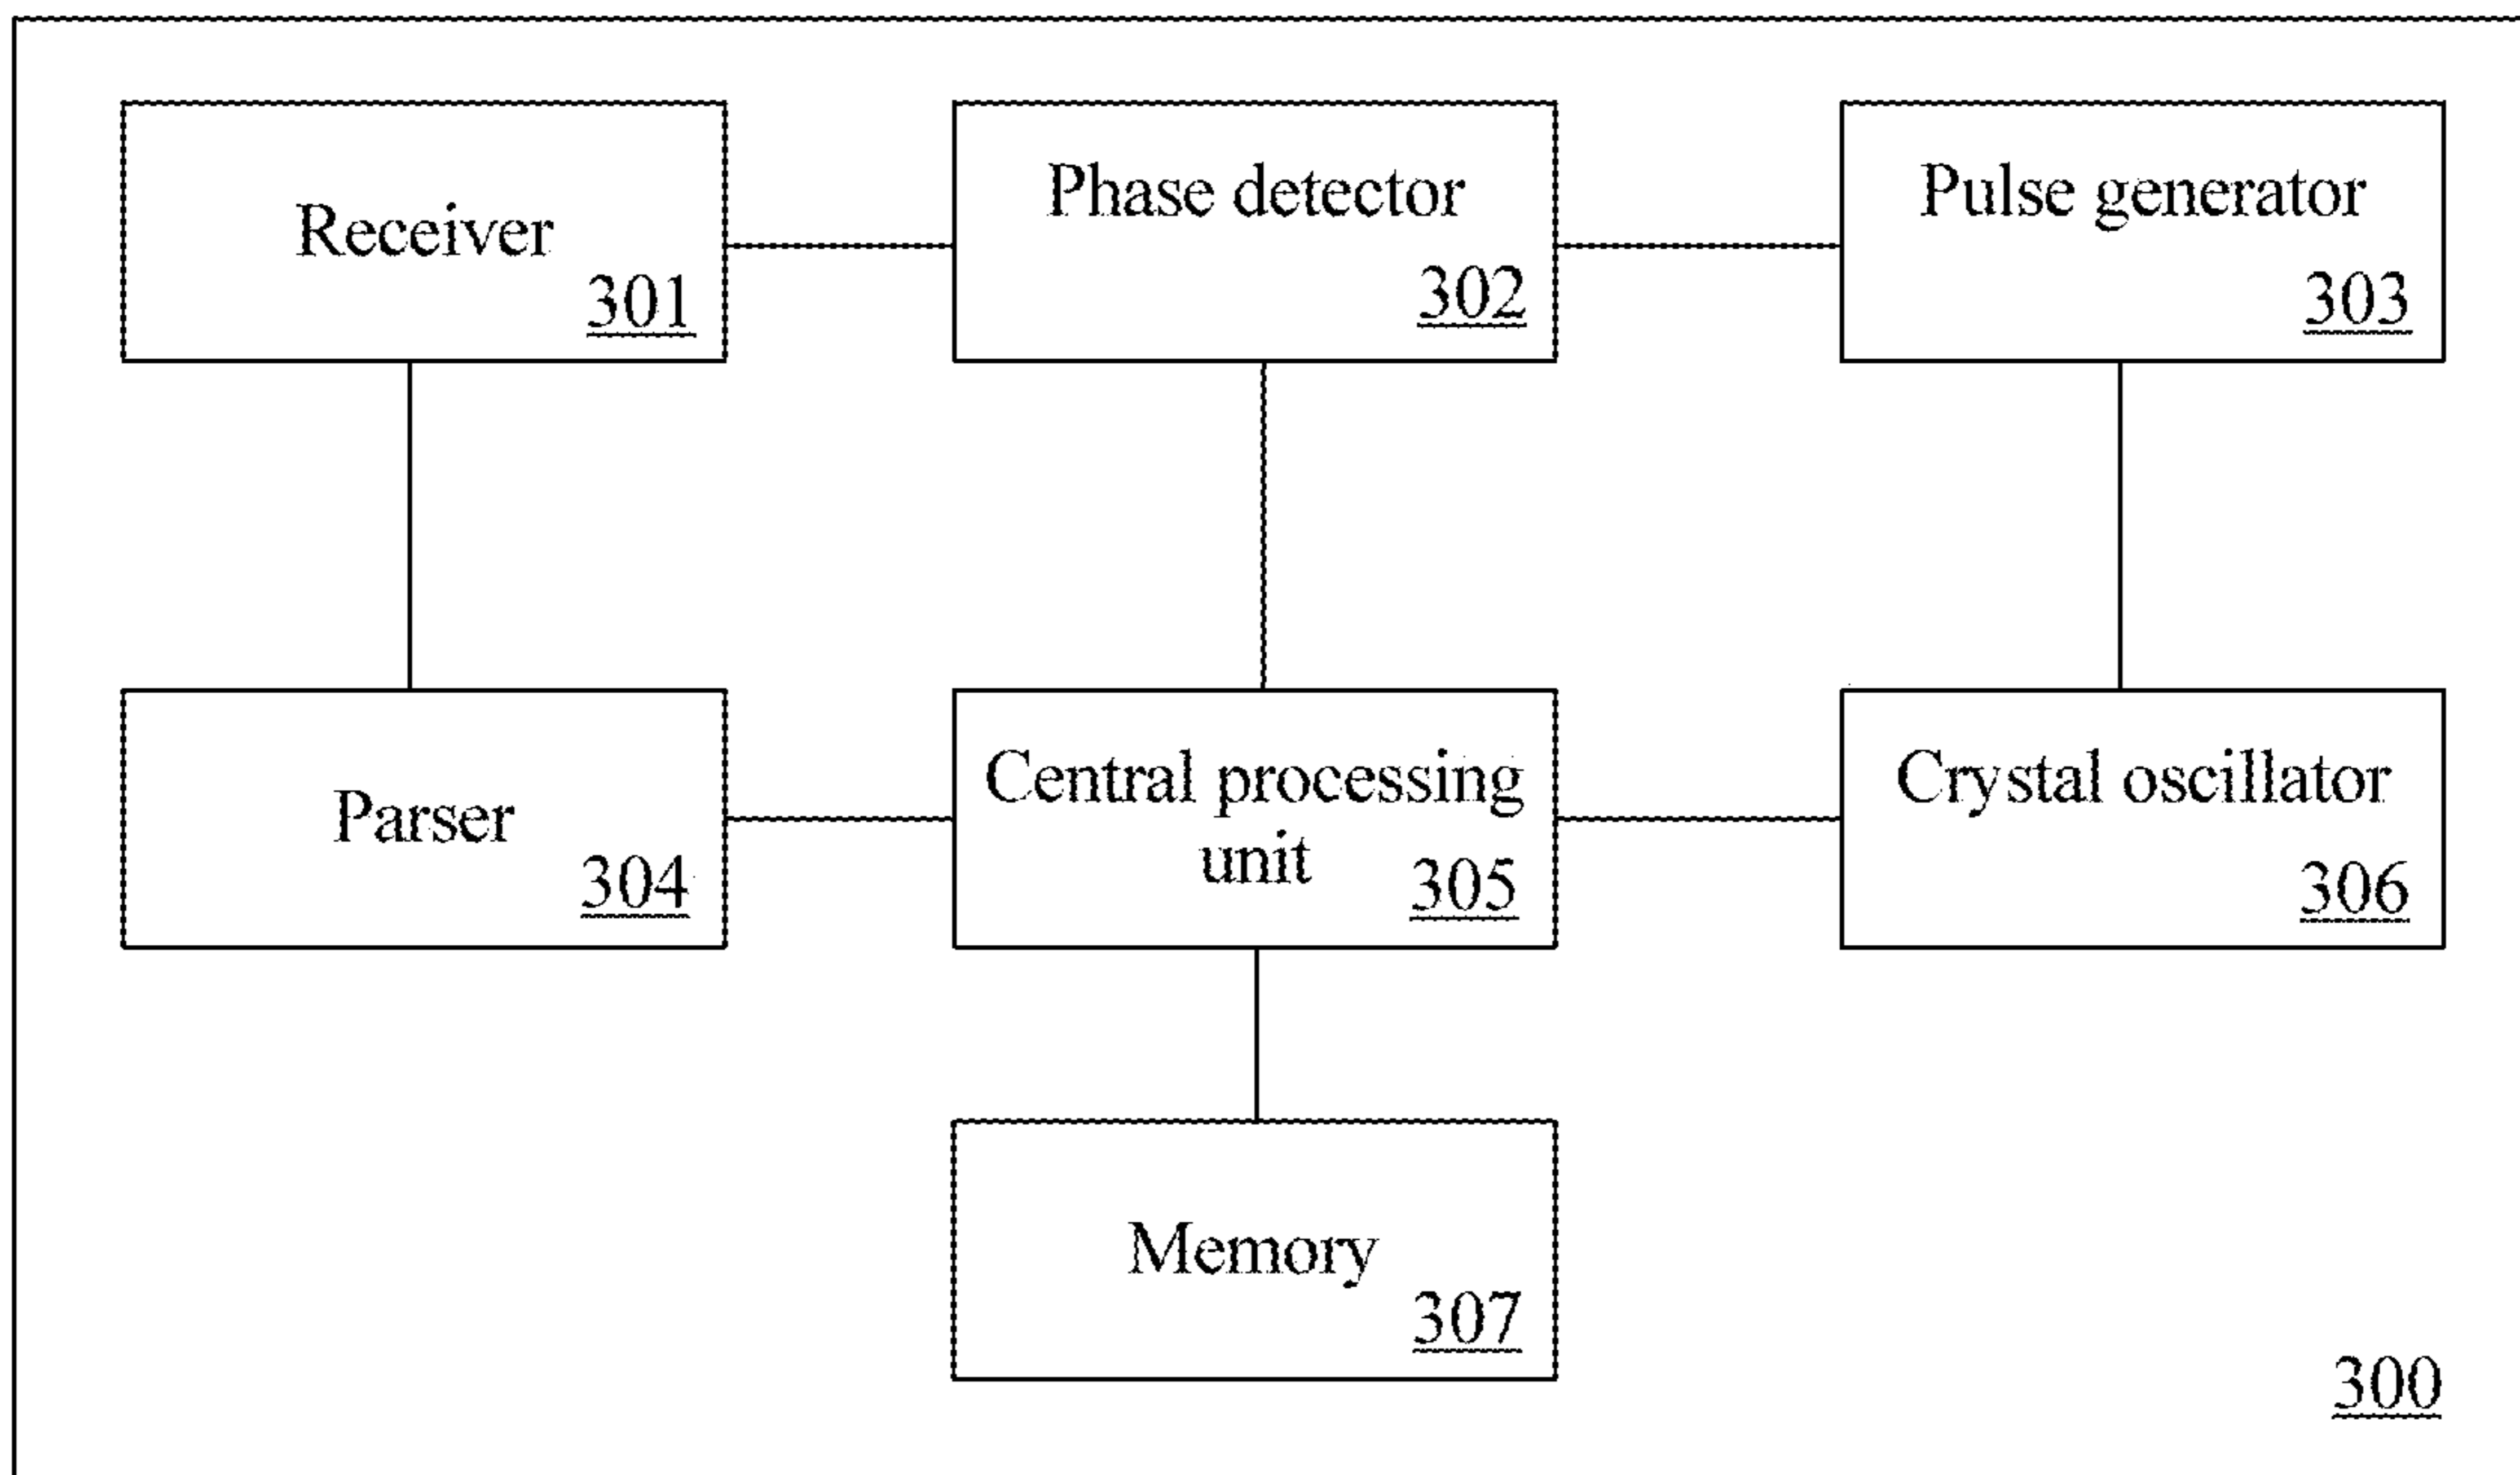 Receiver
301
Phase detector
302
Pulse generator
303
Parser
304
Central processing
unit
305
Crystal oscillator
306
Memory
307
300